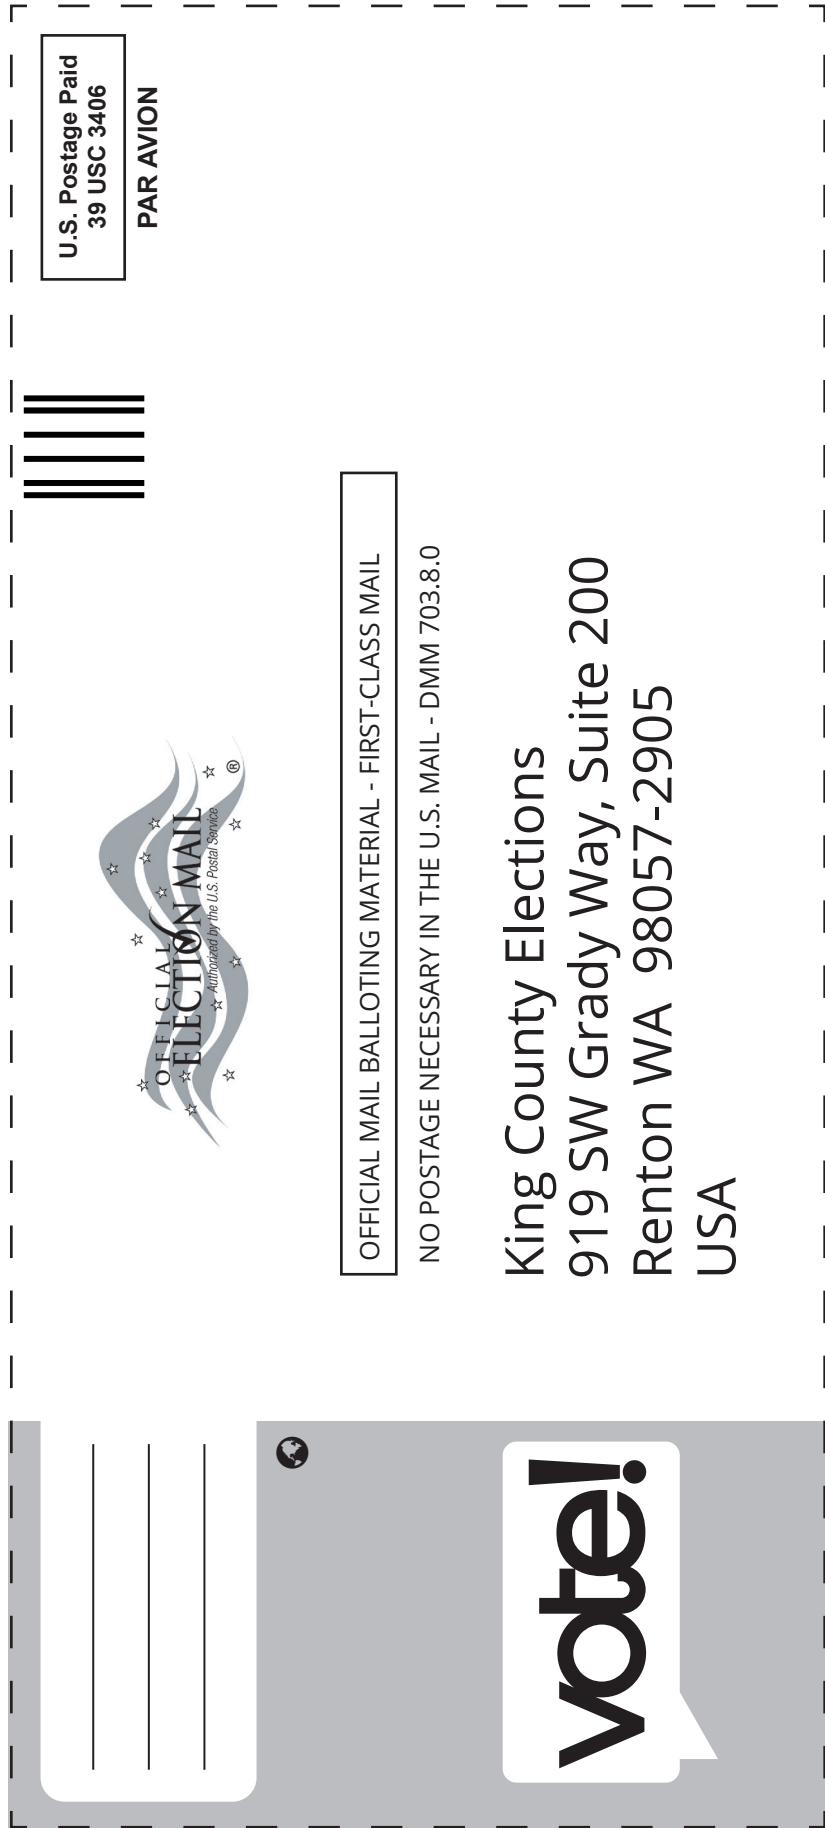 U.S. Postage Paid
39 USC 3406
PAR AVION
OFFICIAL
ELECTION MAIL
Authorized by the U.S. Postal Service
®
OFFICIAL MAIL BALLOTING MATERIAL - FIRST-CLASS MAIL
NO POSTAGE NECESSARY IN THE U.S. MAIL - DMM 703.8.0
King County Elections
919 SW Grady Way, Suite 200
Renton WA 98057-2905
USA
vote!